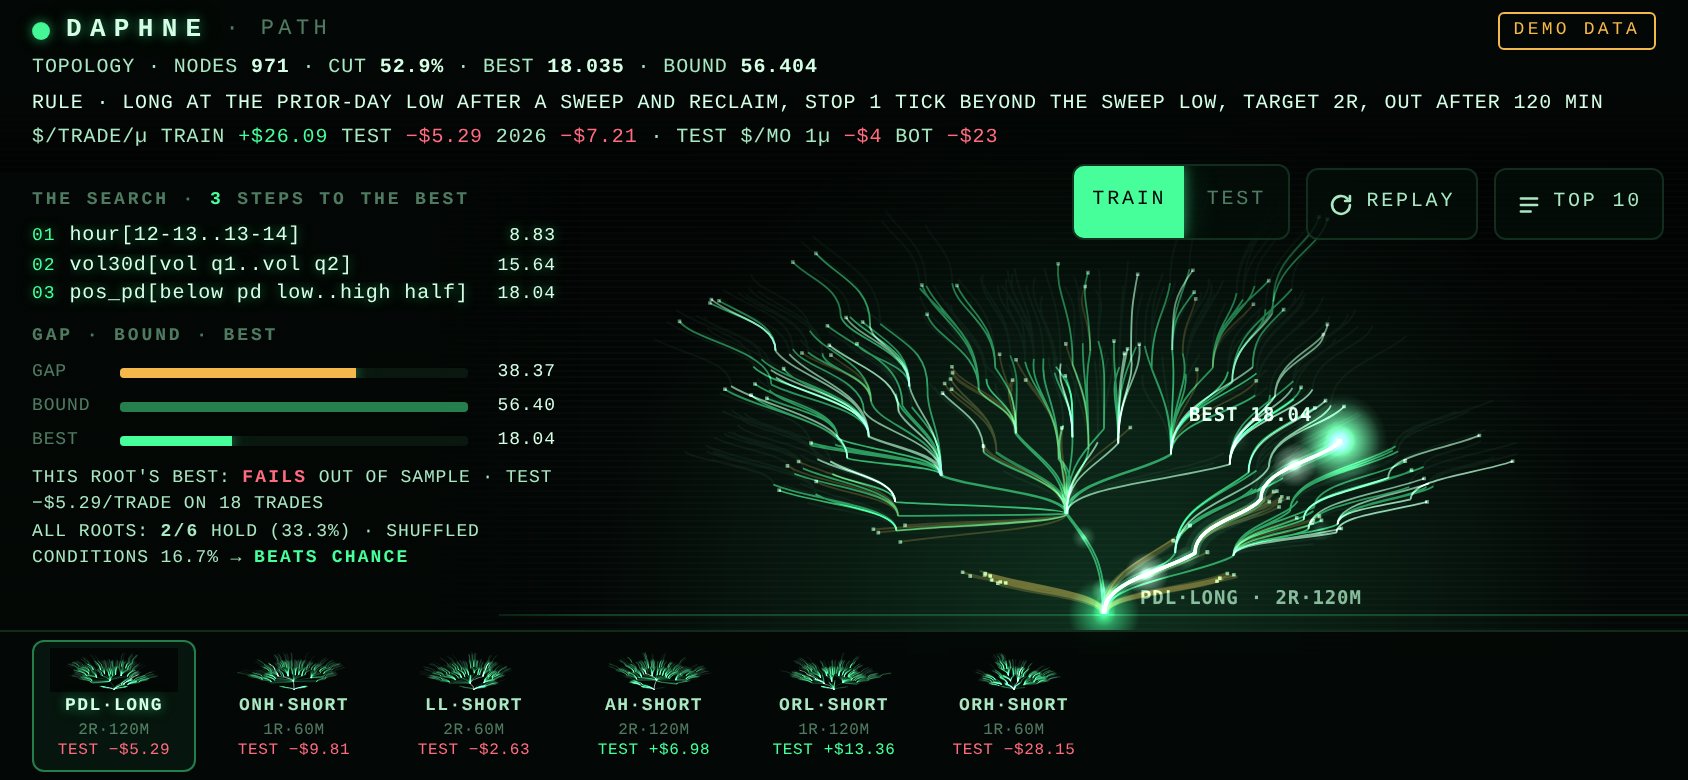 DAPHNE · PATH
DEMO DATA
TOPOLOGY · NODES 971 · CUT 52.9% · BEST 18.035 · BOUND 56.404
RULE · LONG AT THE PRIOR-DAY LOW AFTER A SWEEP AND RECLAIM, STOP 1 TICK BEYOND THE SWEEP LOW, TARGET 2R, OUT AFTER 120 MIN
$/TRADE/µ TRAIN +$26.09 TEST −$5.29 2026 −$7.21 · TEST $/MO 1µ −$4 BOT −$23
TRAIN TEST REPLAY TOP 10
THE SEARCH · 3 STEPS TO THE BEST
01 hour[12-13..13-14] 8.83
02 vol30d[vol q1..vol q2] 15.64
03 pos_pd[below pd low..high half] 18.04
GAP · BOUND · BEST
GAP 38.37
BOUND 56.40
BEST 18.04
THIS ROOT'S BEST: FAILS OUT OF SAMPLE · TEST
−$5.29/TRADE ON 18 TRADES
ALL ROOTS: 2/6 HOLD (33.3%) · SHUFFLED
CONDITIONS 16.7% → BEATS CHANCE
BEST 18.04
PDL·LONG · 2R·120M
PDL·LONG
2R·120M
TEST −$5.29
ONH·SHORT
1R·60M
TEST −$9.81
LL·SHORT
2R·60M
TEST −$2.63
AH·SHORT
2R·120M
TEST +$6.98
ORL·SHORT
1R·120M
TEST +$13.36
ORH·SHORT
1R·60M
TEST −$28.15